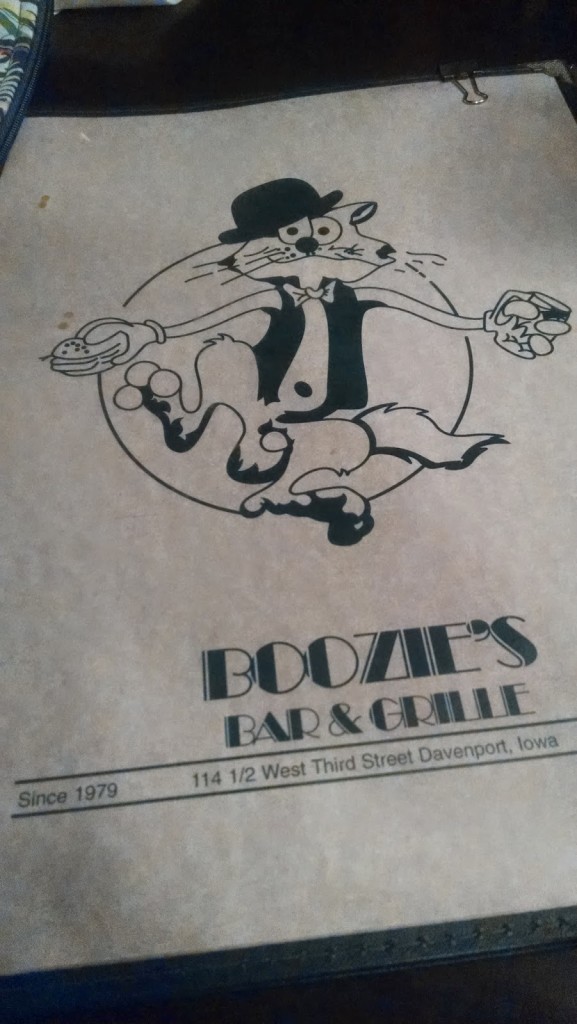 BOOZIE'S
BAR & GRILLE
Since 1979 114 1/2 West Third Street Davenport, Iowa